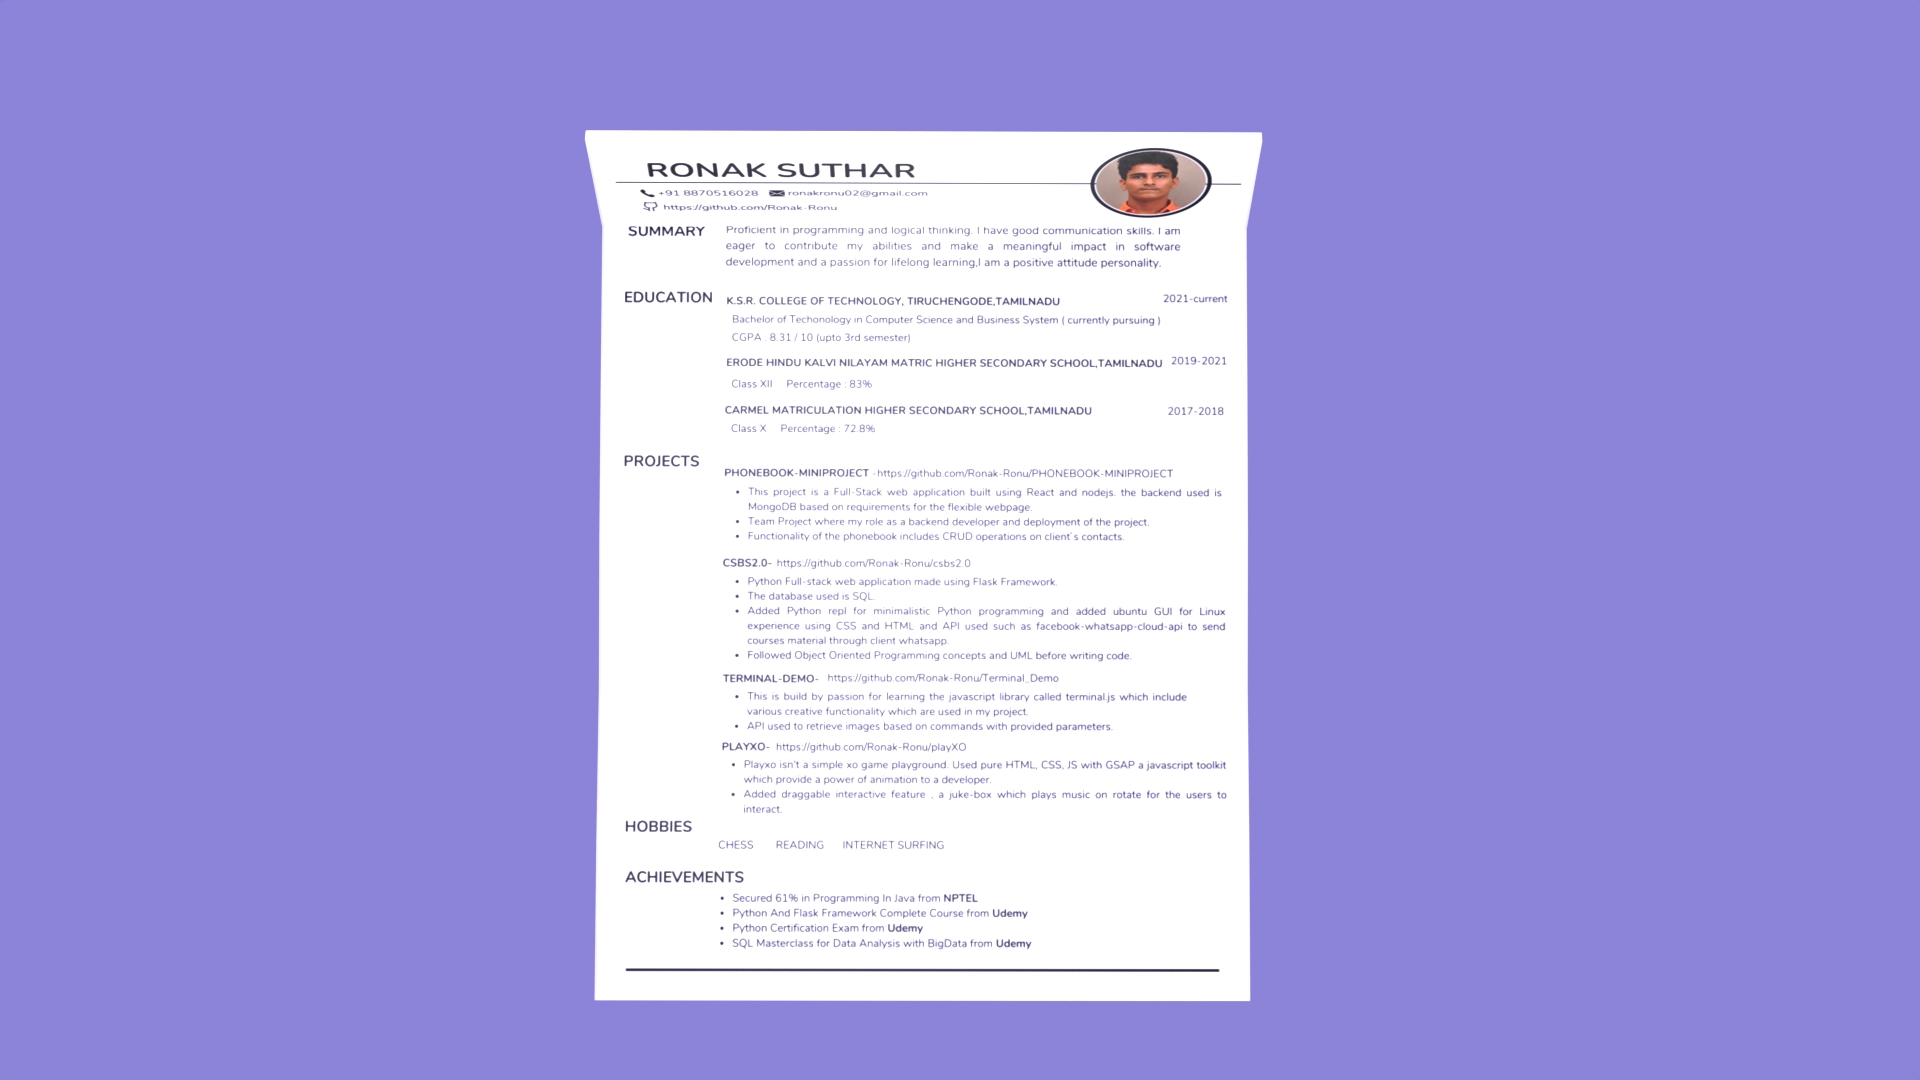 RONAK SUTHAR
+91 8870516028 ronakronu02@gmail.com
https://github.com/Ronak-Ronu
SUMMARY
Proficient in programming and logical thinking. I have good communication skills. I am
eager to contribute my abilities and make a meaningful impact in software
development and a passion for lifelong learning,I am a positive attitude personality.
EDUCATION
K.S.R. COLLEGE OF TECHNOLOGY, TIRUCHENGODE,TAMILNADU 2021-current
Bachelor of Techonology in Computer Science and Business System ( currently pursuing )
CGPA : 8.31 / 10 (upto 3rd semester)
ERODE HINDU KALVI NILAYAM MATRIC HIGHER SECONDARY SCHOOL,TAMILNADU 2019-2021
Class XII Percentage : 83%
CARMEL MATRICULATION HIGHER SECONDARY SCHOOL,TAMILNADU 2017-2018
Class X Percentage : 72.8%
PROJECTS
PHONEBOOK-MINIPROJECT - https://github.com/Ronak-Ronu/PHONEBOOK-MINIPROJECT
• This project is a Full-Stack web application built using React and nodejs. the backend used is
MongoDB based on requirements for the flexible webpage.
• Team Project where my role as a backend developer and deployment of the project.
• Functionality of the phonebook includes CRUD operations on client's contacts.
CSBS2.0- https://github.com/Ronak-Ronu/csbs2.0
• Python Full-stack web application made using Flask Framework.
• The database used is SQL.
• Added Python repl for minimalistic Python programming and added ubuntu GUI for Linux
experience using CSS and HTML and API used such as facebook-whatsapp-cloud-api to send
courses material through client whatsapp.
• Followed Object Oriented Programming concepts and UML before writing code.
TERMINAL-DEMO- https://github.com/Ronak-Ronu/Terminal_Demo
• This is build by passion for learning the javascript library called terminal.js which include
various creative functionality which are used in my project.
• API used to retrieve images based on commands with provided parameters.
PLAYXO- https://github.com/Ronak-Ronu/playXO
• Playxo isn't a simple xo game playground. Used pure HTML, CSS, JS with GSAP a javascript toolkit
which provide a power of animation to a developer.
• Added draggable interactive feature , a juke-box which plays music on rotate for the users to
interact.
HOBBIES
CHESS READING INTERNET SURFING
ACHIEVEMENTS
• Secured 61% in Programming In Java from NPTEL
• Python And Flask Framework Complete Course from Udemy
• Python Certification Exam from Udemy
• SQL Masterclass for Data Analysis with BigData from Udemy